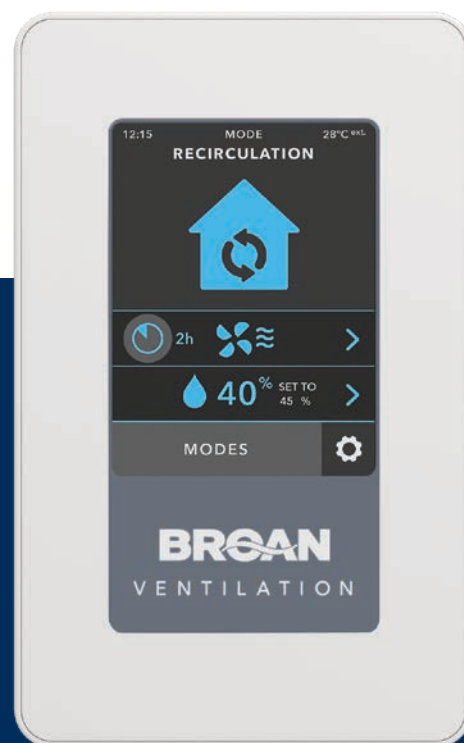 12:15 MODE 28°C ext.
RECIRCULATION
2h
40% SET TO
45 %
MODES
BROAN
VENTILATION